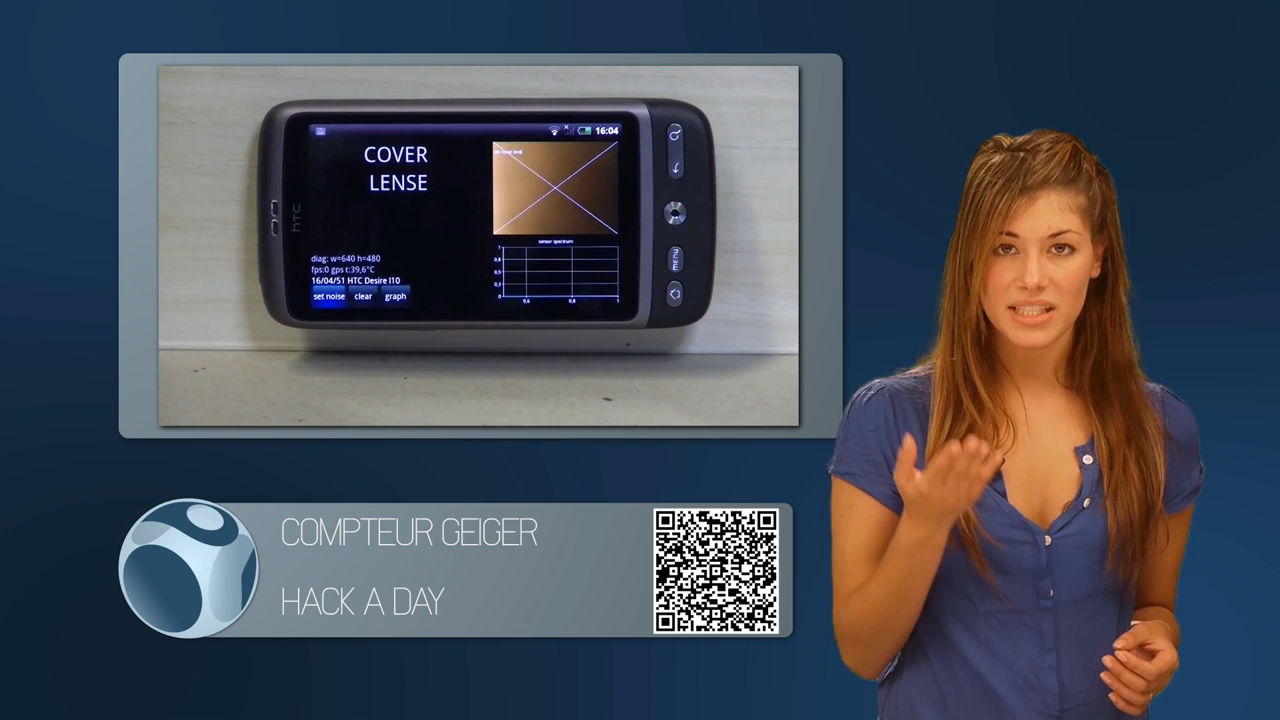 16:04
COVER
LENSE
sensor spectrum
diag: w=640 h=480
fps:0 gps t:39,6°C
16/04/51 HTC Desire I10
set noise clear graph
hTC
menu
COMPTEUR GEIGER
HACK A DAY